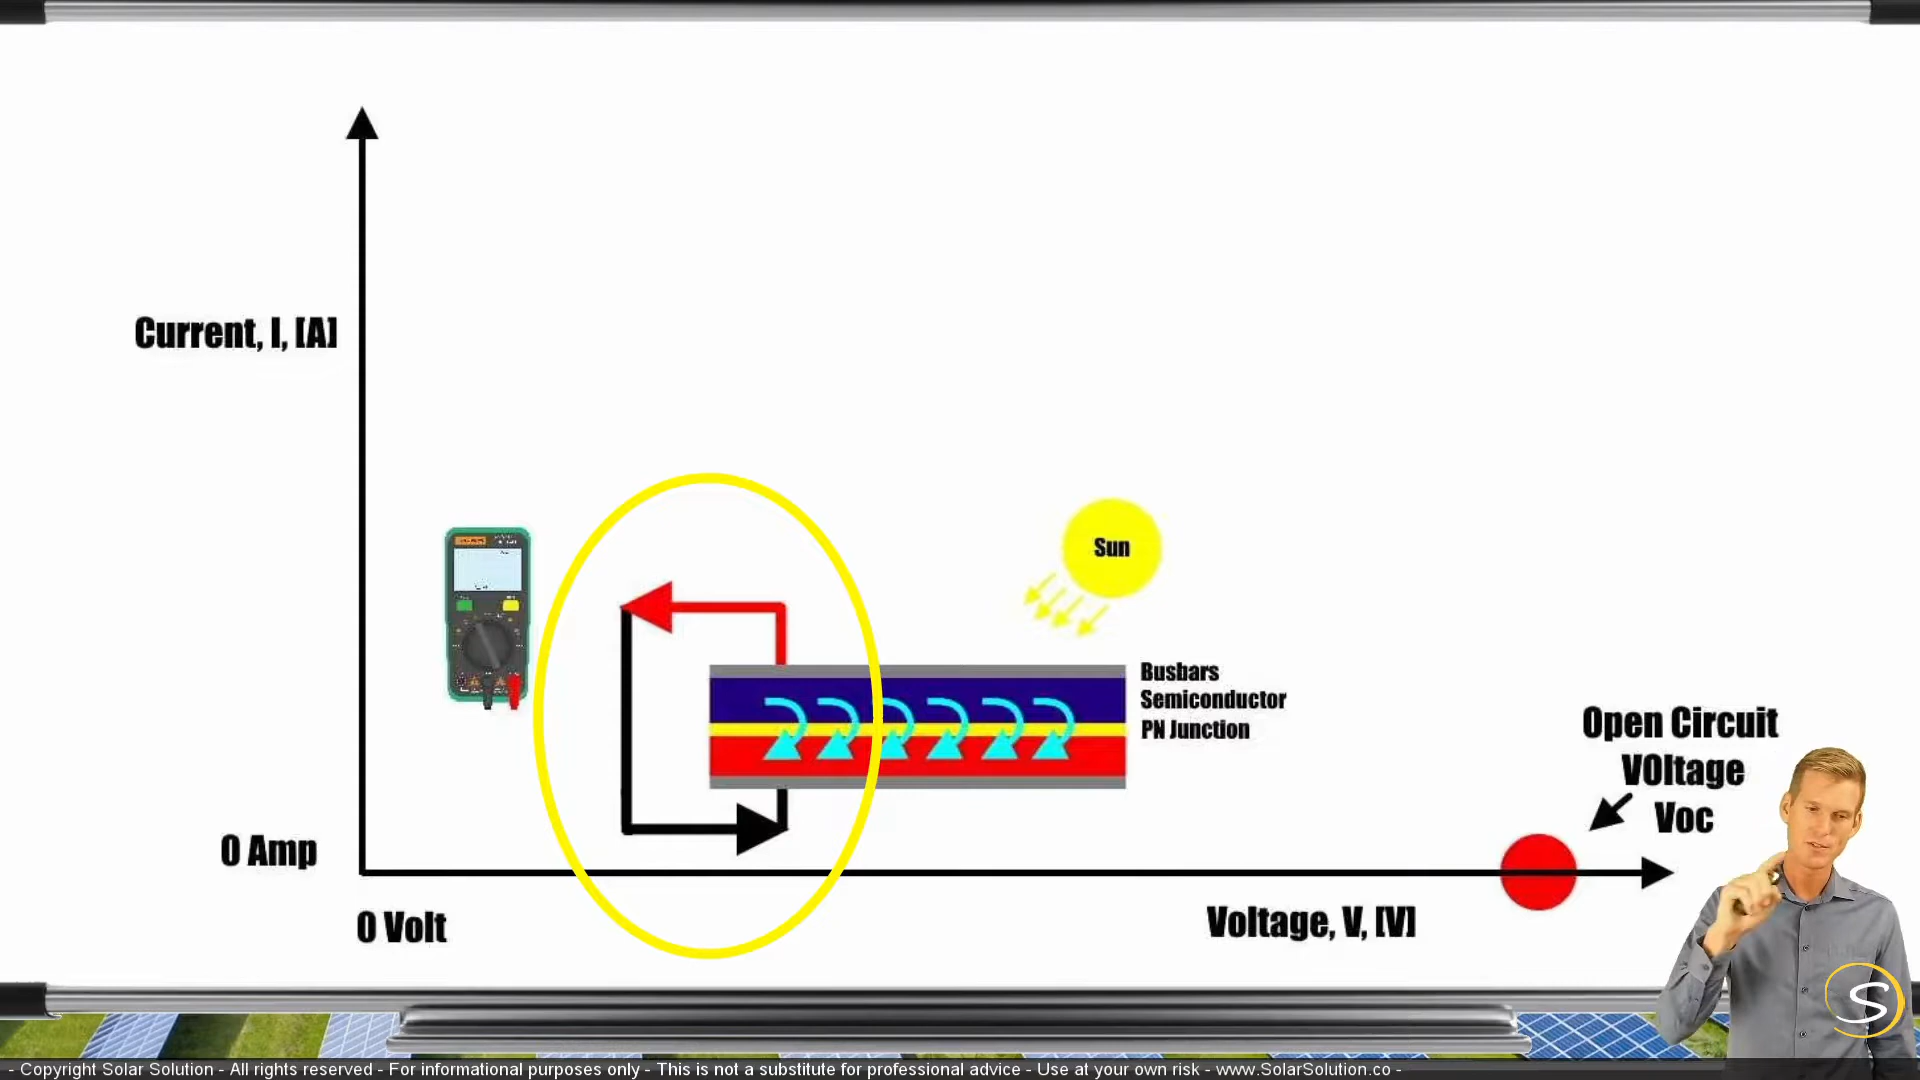 Current, I, [A]
Sun
Busbars
Semiconductor
PN Junction
Open Circuit
VOltage
Voc
0 Amp
0 Volt
Voltage, V, [V]
S
- Copyright Solar Solution - All rights reserved - For informational purposes only - This is not a substitute for professional advice - Use at your own risk - www.SolarSolution.co -